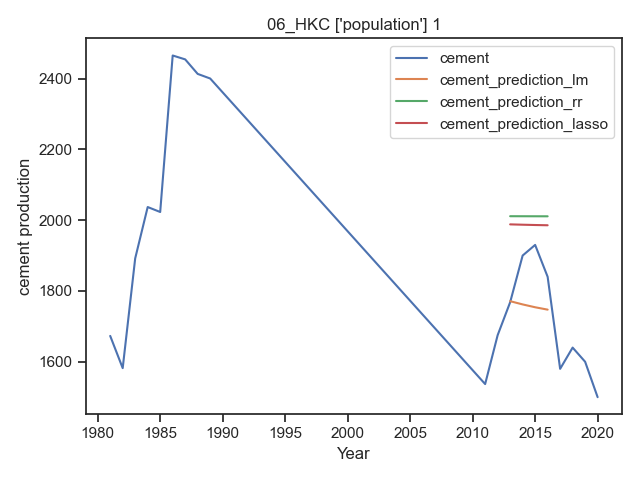 06_HKC ['population'] 1
cement
cement_prediction_lm
cement_prediction_rr
cement_prediction_lasso
cement production
2400
2200
2000
1800
1600
1980 1985 1990 1995 2000 2005 2010 2015 2020
Year